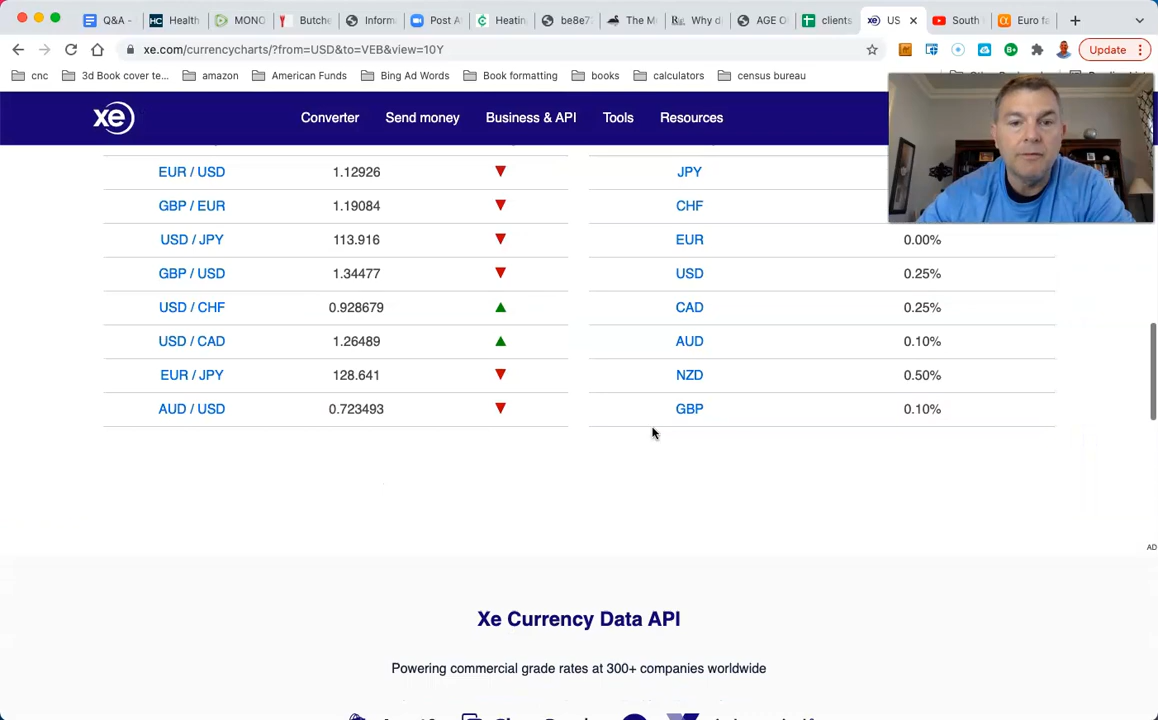 Q&A -
HC Health
MONO
Butche
Inform
Post A
Heating
be8e7
The M
Why d
AGE O
clients
US
South
Euro fa
xe.com/currencycharts/?from=USD&to=VEB&view=10Y
Update
cnc
3d Book cover te...
amazon
American Funds
Bing Ad Words
Book formatting
books
calculators
census bureau
xe
Converter
Send money
Business & API
Tools
Resources
EUR / USD 1.12926 ▼ JPY
GBP / EUR 1.19084 ▼ CHF
USD / JPY 113.916 ▼ EUR 0.00%
GBP / USD 1.34477 ▼ USD 0.25%
USD / CHF 0.928679 ▲ CAD 0.25%
USD / CAD 1.26489 ▲ AUD 0.10%
EUR / JPY 128.641 ▼ NZD 0.50%
AUD / USD 0.723493 ▼ GBP 0.10%
AD
Xe Currency Data API
Powering commercial grade rates at 300+ companies worldwide